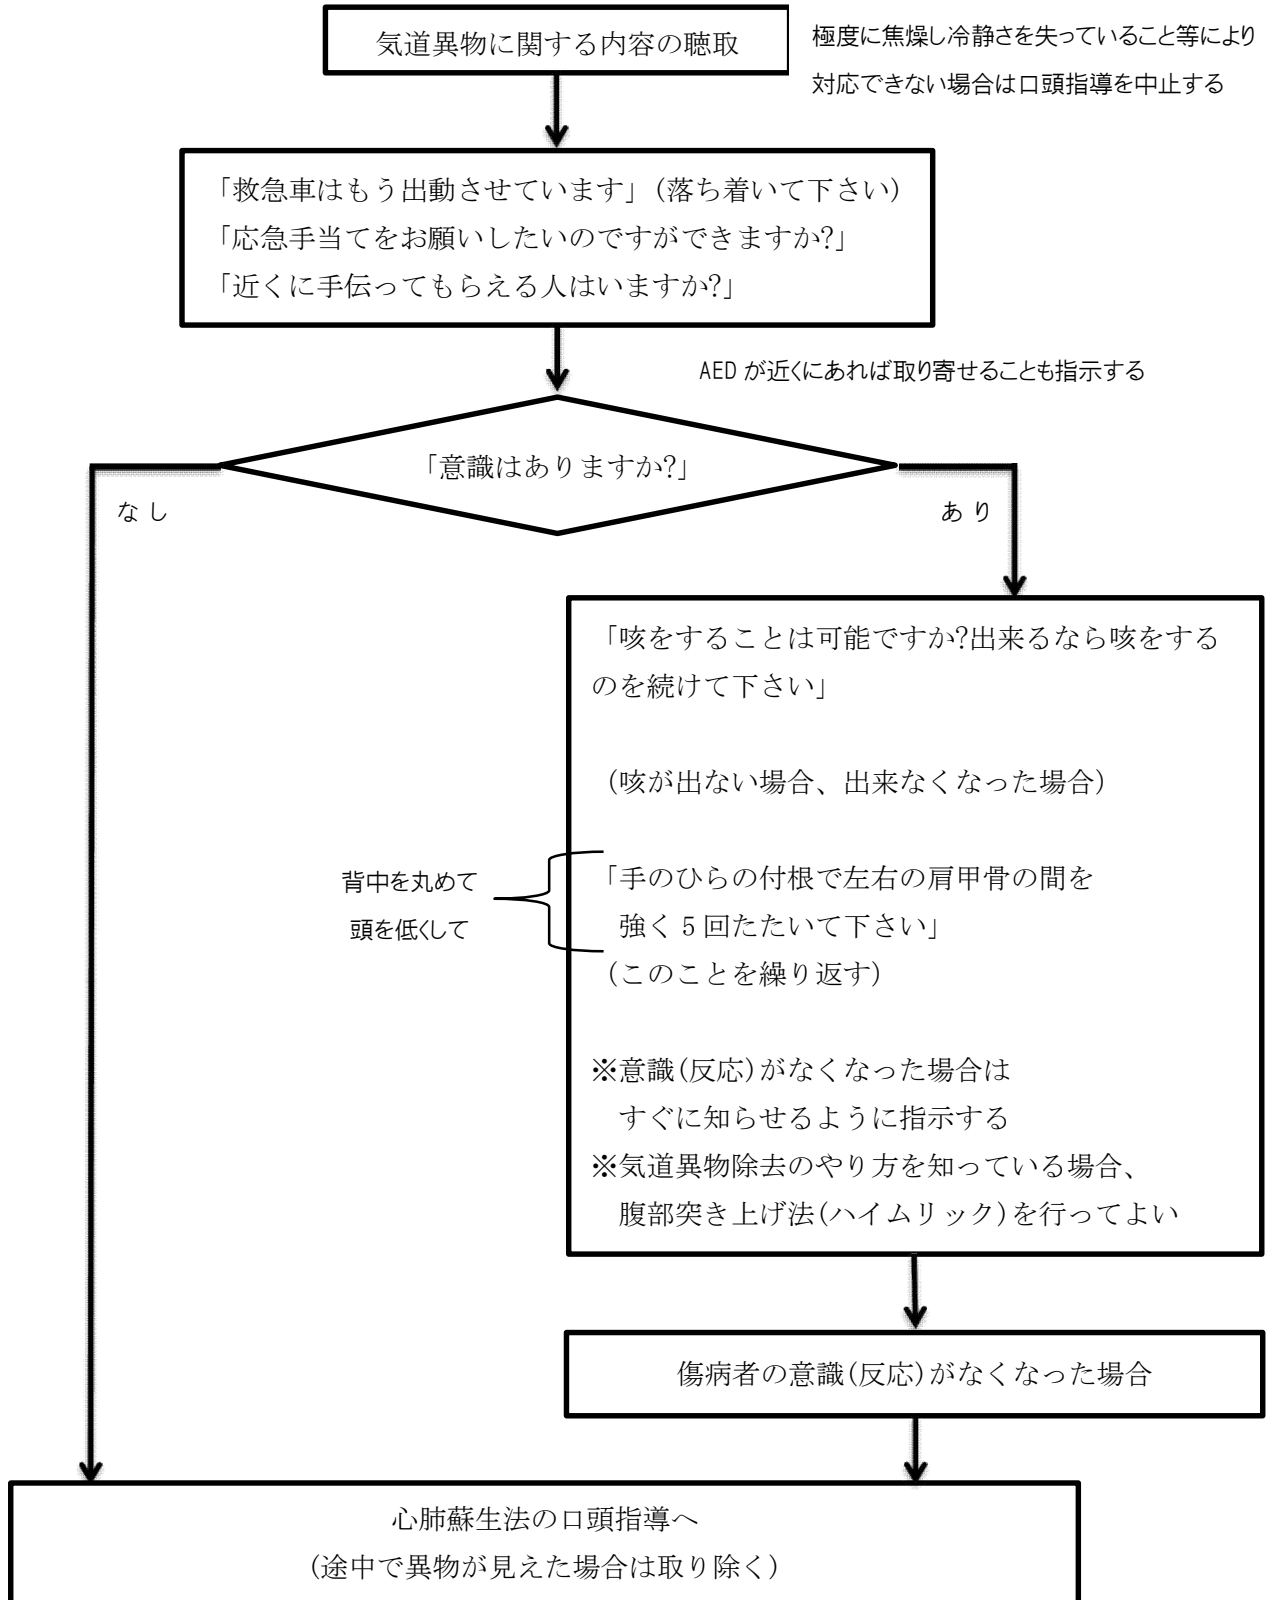 気道異物に関する内容の聴取
極度に焦燥し冷静さを失っていること等により
対応できない場合は口頭指導を中止する
「救急車はもう出動させています」(落ち着いて下さい)
「応急手当てをお願いしたいのですができますか?」
「近くに手伝ってもらえる人はいますか?」
AED が近くにあれば取り寄せることも指示する
「意識はありますか?」
なし
あり
「咳をすることは可能ですか?出来るなら咳をする
のを続けて下さい」
(咳が出ない場合、出来なくなった場合)
背中を丸めて
頭を低くして
「手のひらの付根で左右の肩甲骨の間を
強く 5 回たたいて下さい」
(このことを繰り返す)
※意識(反応)がなくなった場合は
すぐに知らせるように指示する
※気道異物除去のやり方を知っている場合、
腹部突き上げ法(ハイムリック)を行ってよい
傷病者の意識(反応)がなくなった場合
心肺蘇生法の口頭指導へ
(途中で異物が見えた場合は取り除く)